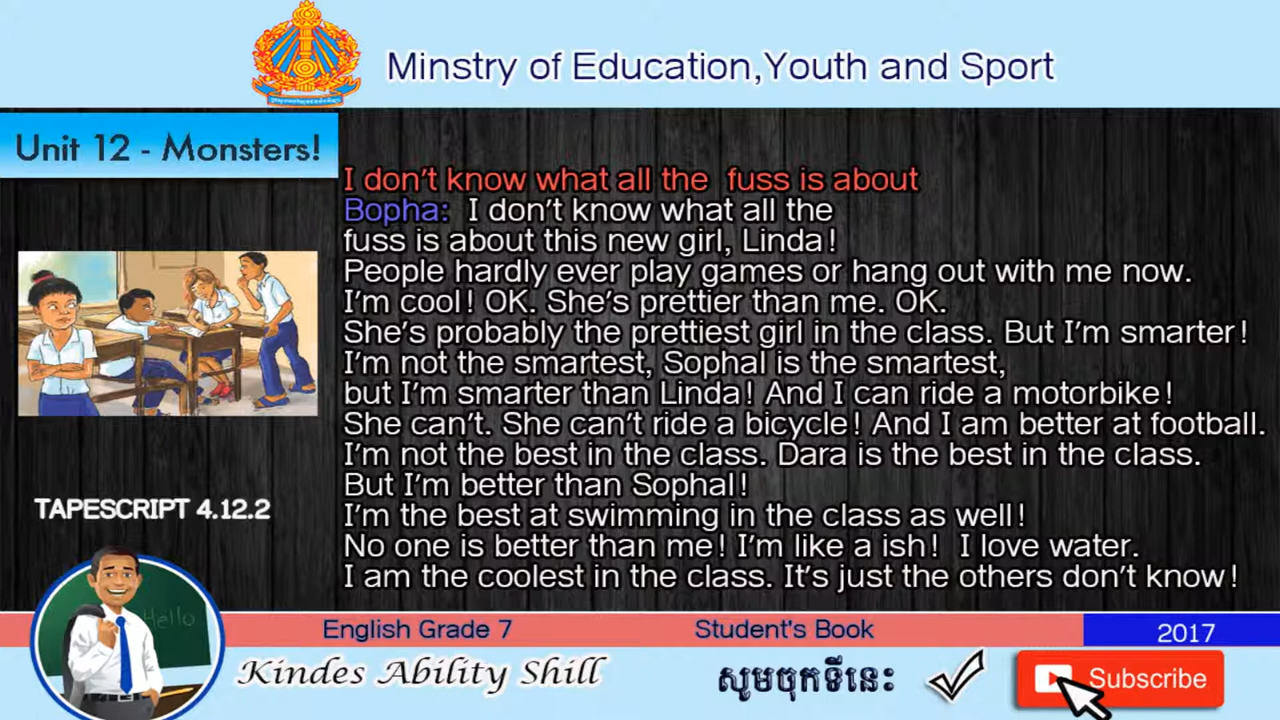 Minstry of Education,Youth and Sport
Unit 12 - Monsters!
I don't know what all the fuss is about
Bopha: I don't know what all the
fuss is about this new girl, Linda!
People hardly ever play games or hang out with me now.
I'm cool! OK. She's prettier than me. OK.
She's probably the prettiest girl in the class. But I'm smarter!
I'm not the smartest, Sophal is the smartest,
but I'm smarter than Linda! And I can ride a motorbike!
She can't. She can't ride a bicycle! And I am better at football.
I'm not the best in the class. Dara is the best in the class.
But I'm better than Sophal!
I'm the best at swimming in the class as well!
No one is better than me! I'm like a ish! I love water.
I am the coolest in the class. It's just the others don't know!
TAPESCRIPT 4.12.2
Hello
English Grade 7
Student's Book
2017
Kindes Ability Shill
សូមចុកទីនេះ
Subscribe